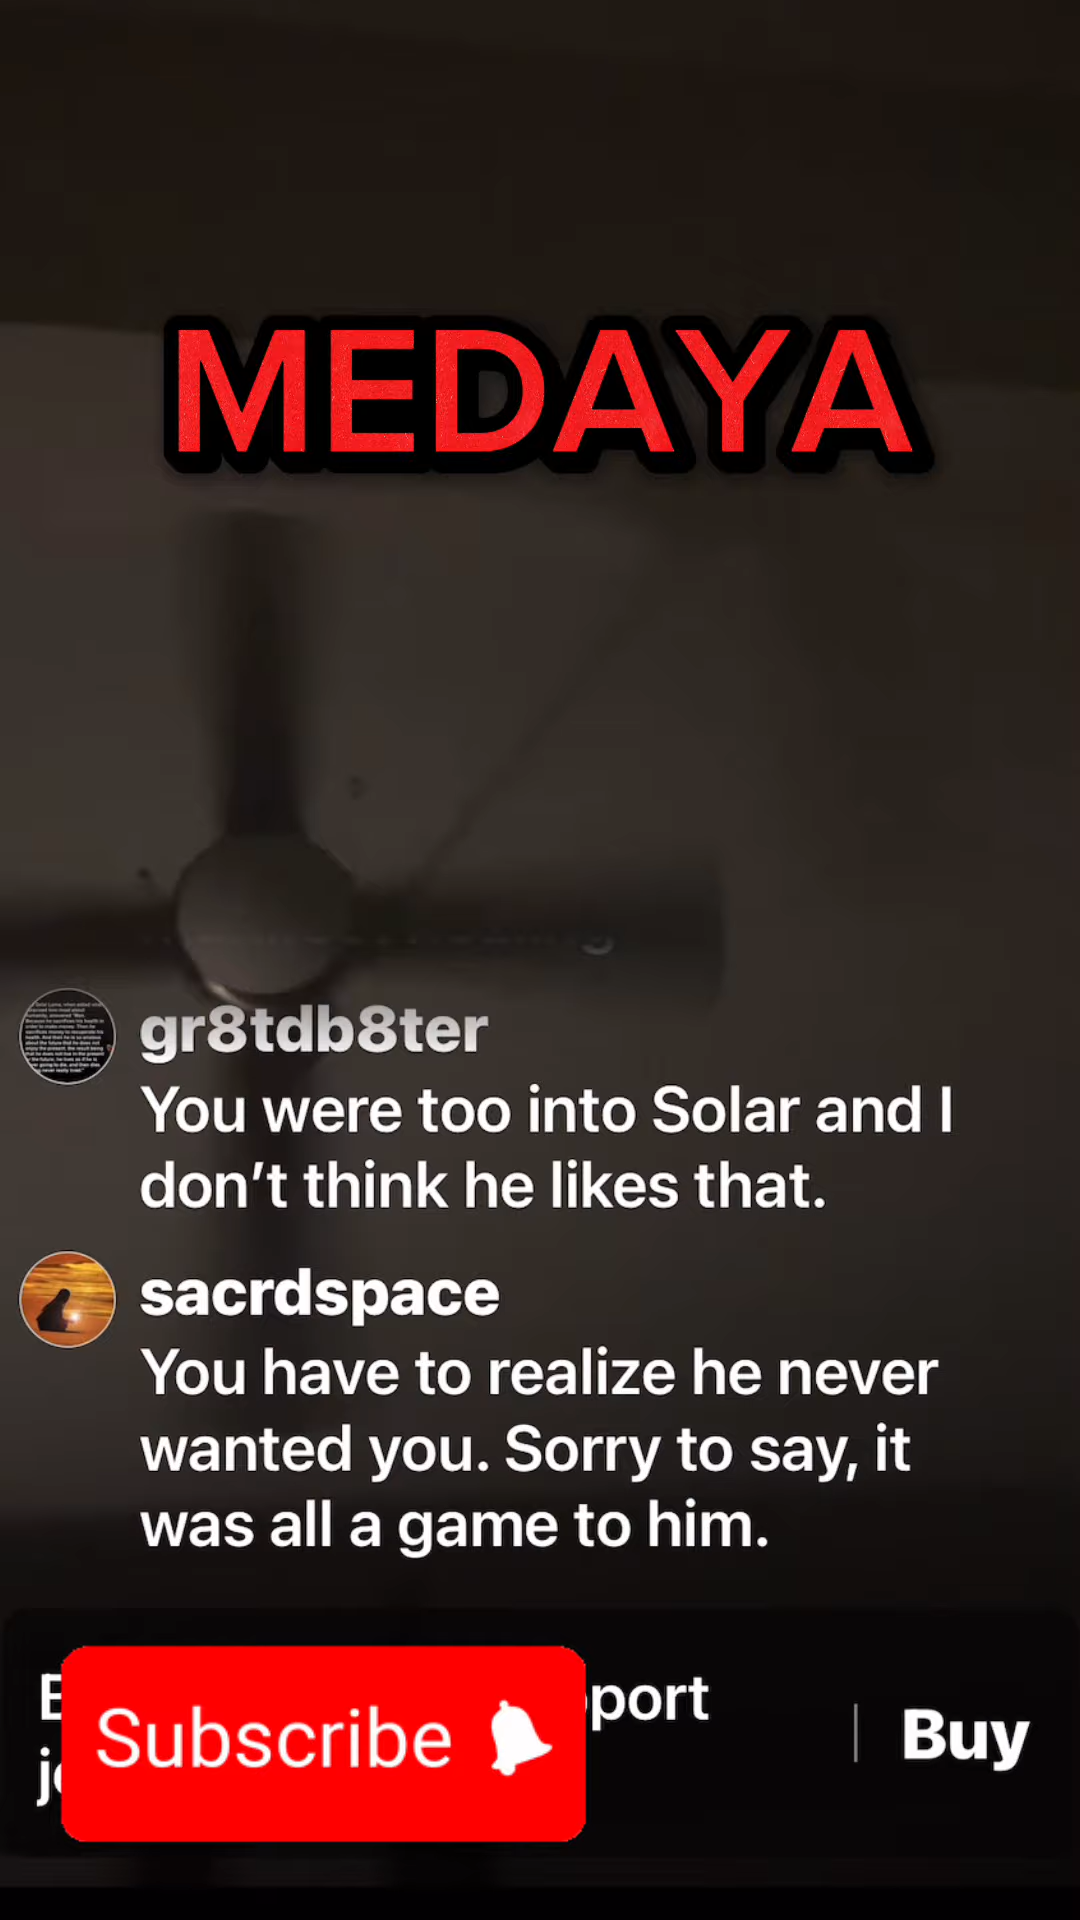 MEDAYA
gr8tdb8ter
You were too into Solar and I
don’t think he likes that.
sacrdspace
You have to realize he never
wanted you. Sorry to say, it
was all a game to him.
Subscribe
Buy